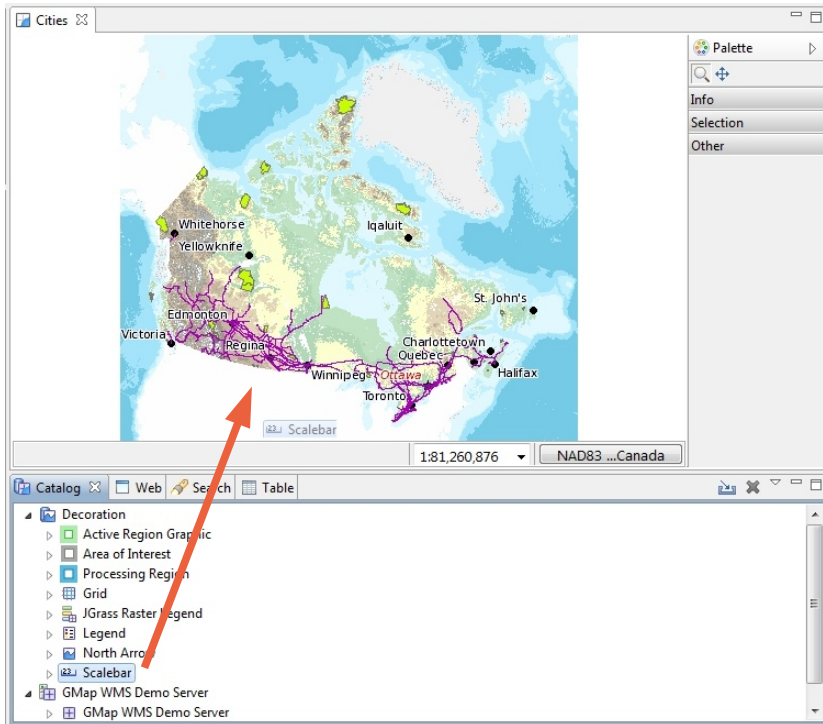 Cities
Palette
Info
Selection
Other
Whitehorse
Yellowknife
Iqaluit
St. John's
Edmonton
Victoria
Regina
Charlottetown
Quebec
Winnipeg
Ottawa
Halifax
Toronto
Scalebar
1:81,260,876
NAD83 ...Canada
Catalog
Web
Search
Table
Decoration
Active Region Graphic
Area of Interest
Processing Region
Grid
JGrass Raster Legend
Legend
North Arrow
Scalebar
GMap WMS Demo Server
GMap WMS Demo Server